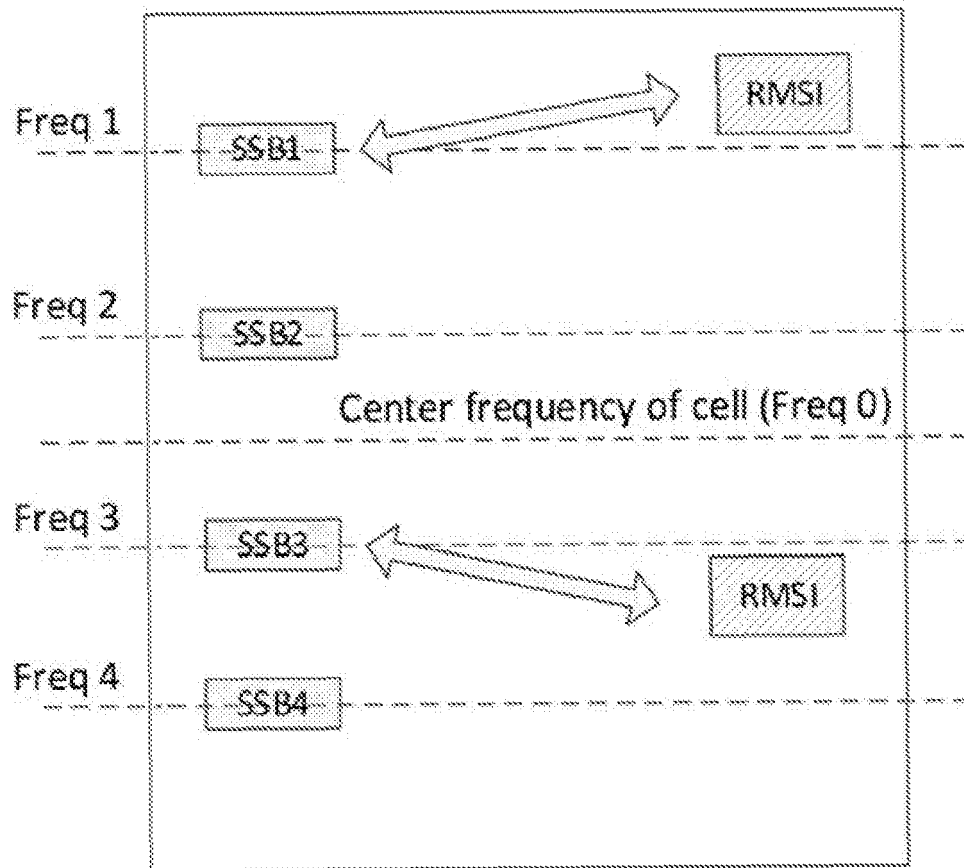 RMSI
Freq 1
SSB1
Freq 2
SSB2
Center frequency of cell (Freq 0)
Freq 3
SSB3
RMSI
Freq 4
SSB4